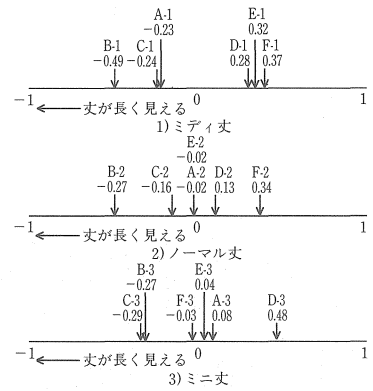 A-1 E-1
-0.23 0.32
B-1 C-1 D-1 F-1
-0.49 -0.24 0.28 0.37
-1 0 1
丈が長く見える
1)ミディ丈
E-2
-0.02
B-2 C-2 A-2 D-2 F-2
-0.27 -0.16 -0.02 0.13 0.34
-1 0 1
丈が長く見える
2)ノーマル丈
B-3 E-3
-0.27 0.04
C-3 F-3 A-3 D-3
-0.29 -0.03 0.08 0.48
-1 0 1
丈が長く見える
3)ミニ丈